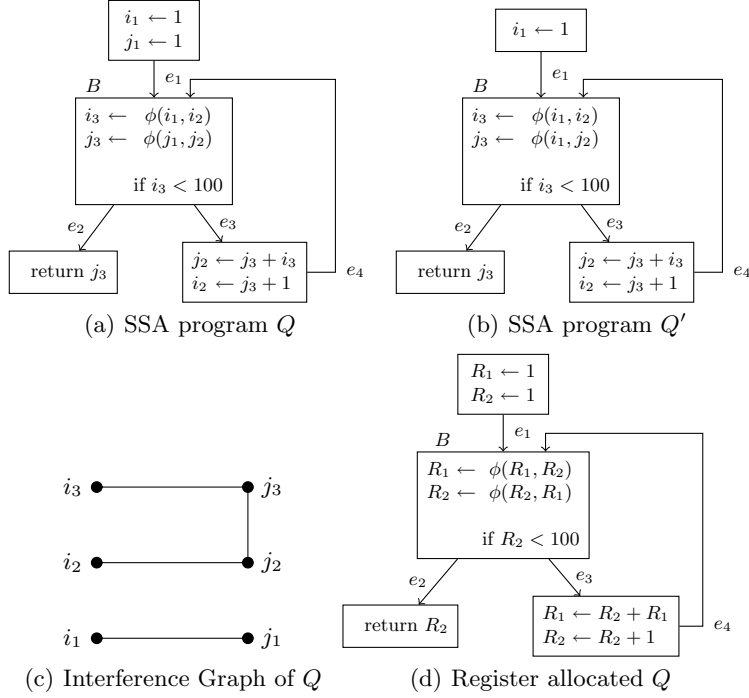 i₁ ← 1
j₁ ← 1
e₁
B
i₃ ← ϕ(i₁, i₂)
j₃ ← ϕ(j₁, j₂)
if i₃ < 100
e₂
e₃
return j₃
j₂ ← j₃ + i₃
i₂ ← j₃ + 1
e₄
(a) SSA program Q
i₁ ← 1
e₁
B
i₃ ← ϕ(i₁, i₂)
j₃ ← ϕ(i₁, j₂)
if i₃ < 100
e₂
e₃
return j₃
j₂ ← j₃ + i₃
i₂ ← j₃ + 1
e₄
(b) SSA program Q′
i₃
j₃
i₂
j₂
i₁
j₁
(c) Interference Graph of Q
R₁ ← 1
R₂ ← 1
e₁
B
R₁ ← ϕ(R₁, R₂)
R₂ ← ϕ(R₂, R₁)
if R₂ < 100
e₂
e₃
return R₂
R₁ ← R₂ + R₁
R₂ ← R₂ + 1
e₄
(d) Register allocated Q